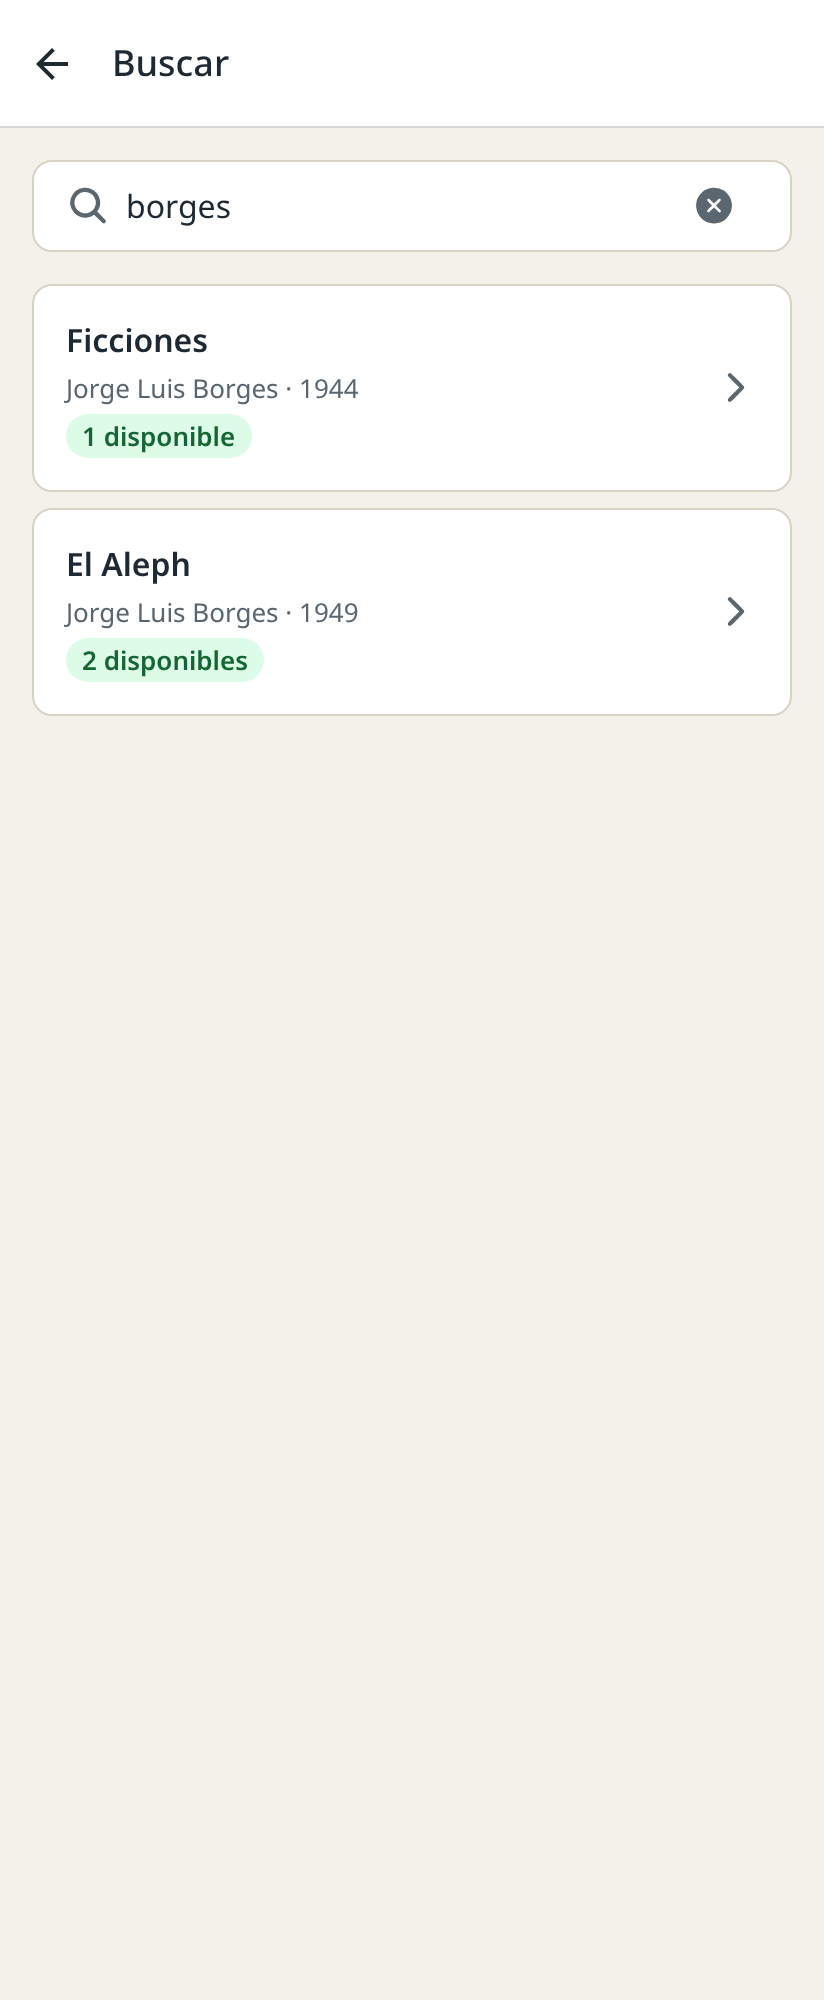 Buscar
borges
Ficciones
Jorge Luis Borges · 1944
1 disponible
El Aleph
Jorge Luis Borges · 1949
2 disponibles